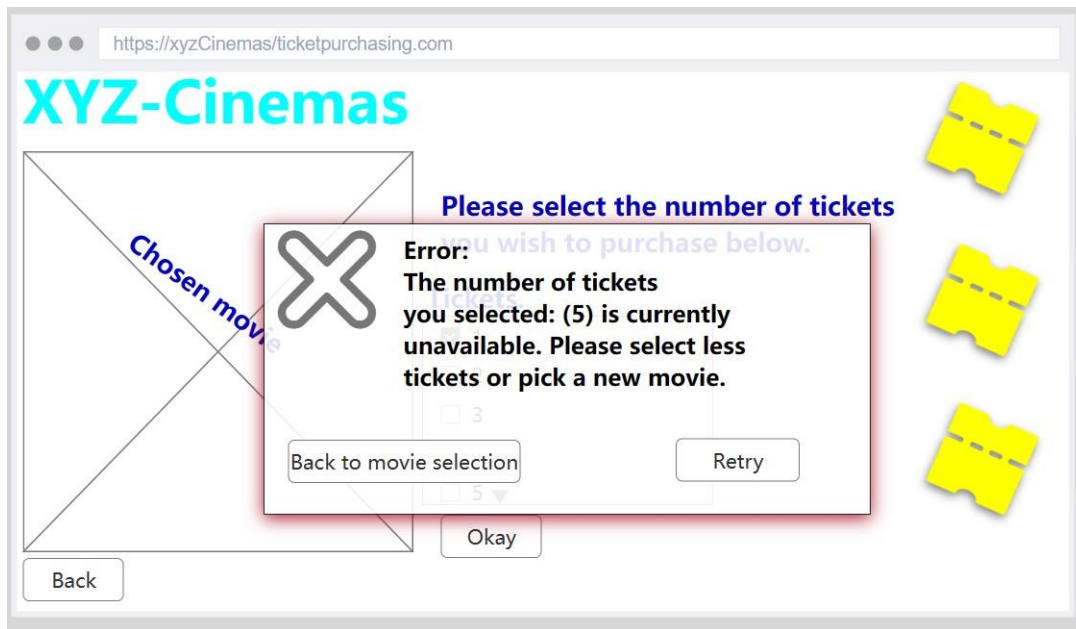 https://xyzCinemas/ticketpurchasing.com
XYZ-Cinemas
Chosen movie
Please select the number of tickets
you wish to purchase below.
Tickets.
Error:
The number of tickets
you selected: (5) is currently
unavailable. Please select less
tickets or pick a new movie.
3
5
Back to movie selection
Retry
Okay
Back